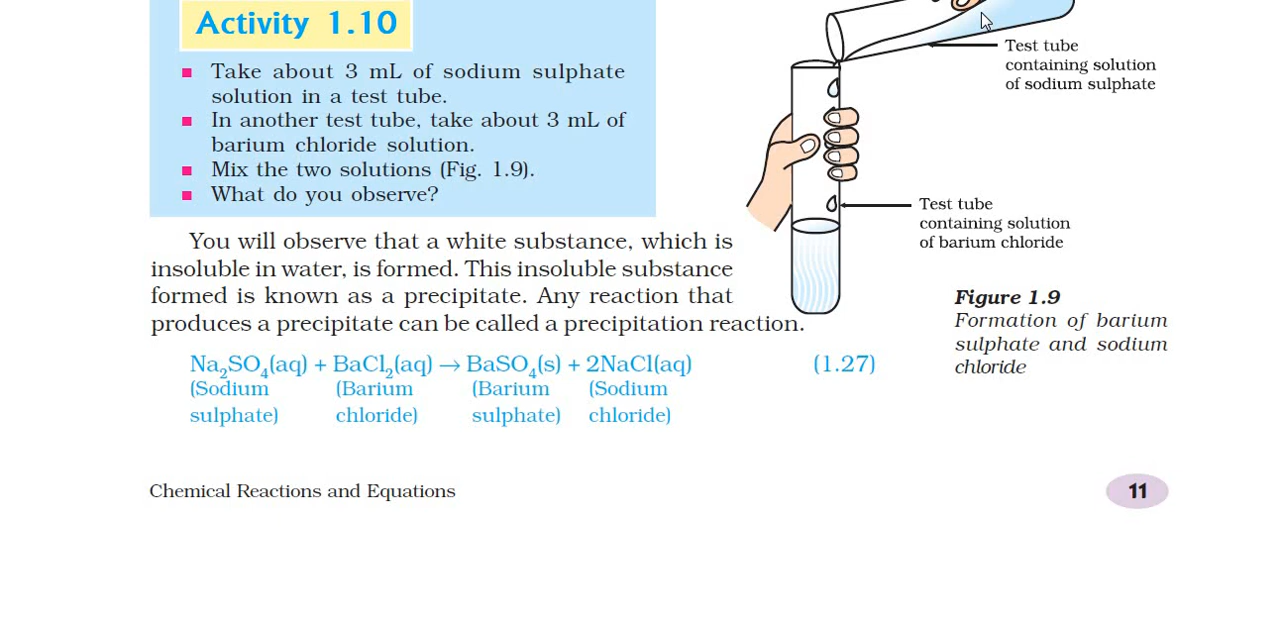 Activity 1.10
■ Take about 3 mL of sodium sulphate
solution in a test tube.
■ In another test tube, take about 3 mL of
barium chloride solution.
■ Mix the two solutions (Fig. 1.9).
■ What do you observe?
Test tube
containing solution
of sodium sulphate
Test tube
containing solution
of barium chloride
Figure 1.9
Formation of barium
sulphate and sodium
chloride
You will observe that a white substance, which is
insoluble in water, is formed. This insoluble substance
formed is known as a precipitate. Any reaction that
produces a precipitate can be called a precipitation reaction.
Na₂SO₄(aq) + BaCl₂(aq) → BaSO₄(s) + 2NaCl(aq) (1.27)
(Sodium (Barium (Barium (Sodium
sulphate) chloride) sulphate) chloride)
Chemical Reactions and Equations 11